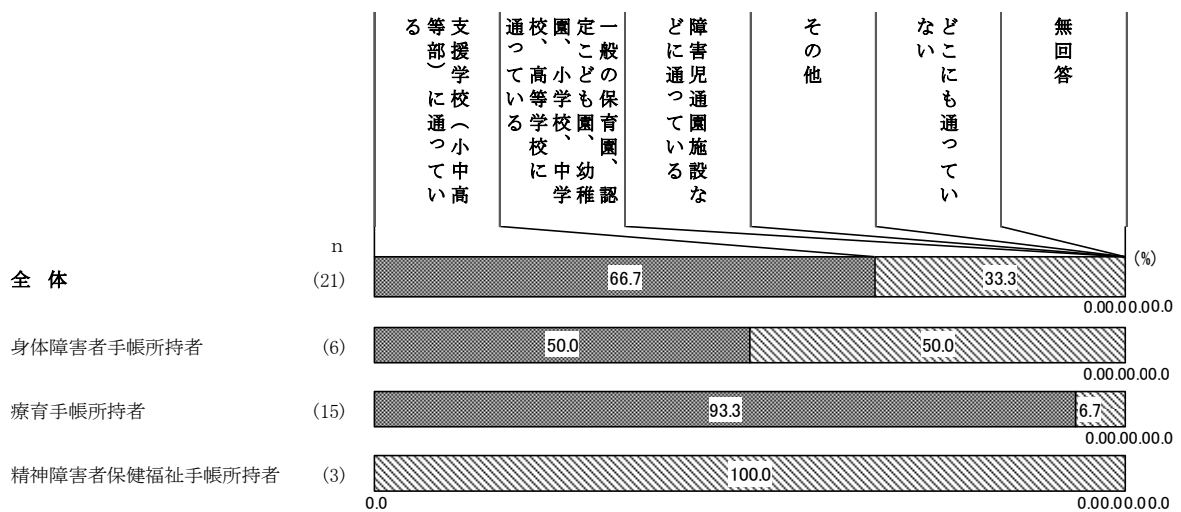 支援学校（小中高
等部）に通ってい
る
一般の保育園、認
定こども園、幼稚
園、小学校、中学
校、高等学校に
通っている
障害児通園施設な
どに通っている
その他
どこにも通ってい
ない
無回答
n
(%)
全 体
(21)
66.7
33.3
0.00.00.00.0
身体障害者手帳所持者
(6)
50.0
50.0
0.00.00.00.0
療育手帳所持者
(15)
93.3
6.7
0.00.00.00.0
精神障害者保健福祉手帳所持者
(3)
100.0
0.0
0.00.00.00.0